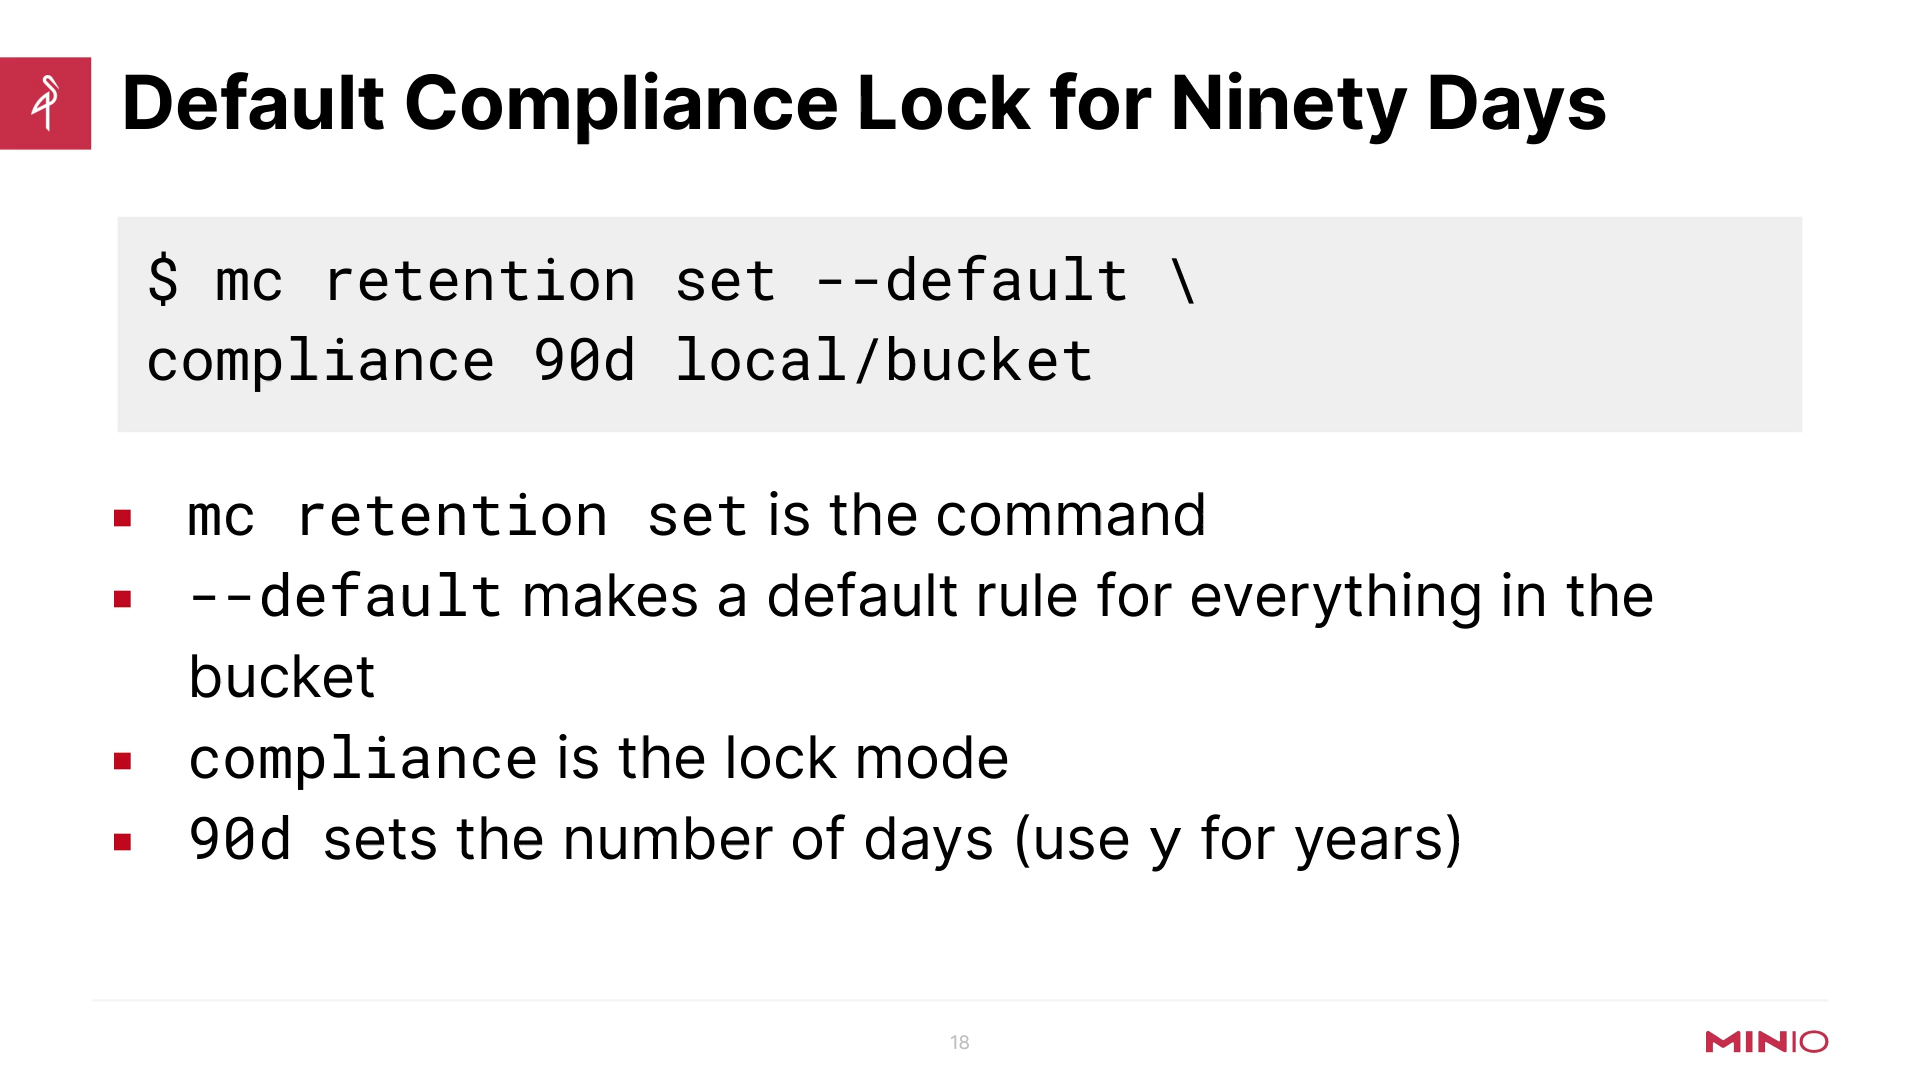 Default Compliance Lock for Ninety Days
$ mc retention set --default \
compliance 90d local/bucket
▪ mc retention set is the command
▪ --default makes a default rule for everything in the
bucket
▪ compliance is the lock mode
▪ 90d sets the number of days (use y for years)
18
MINIO